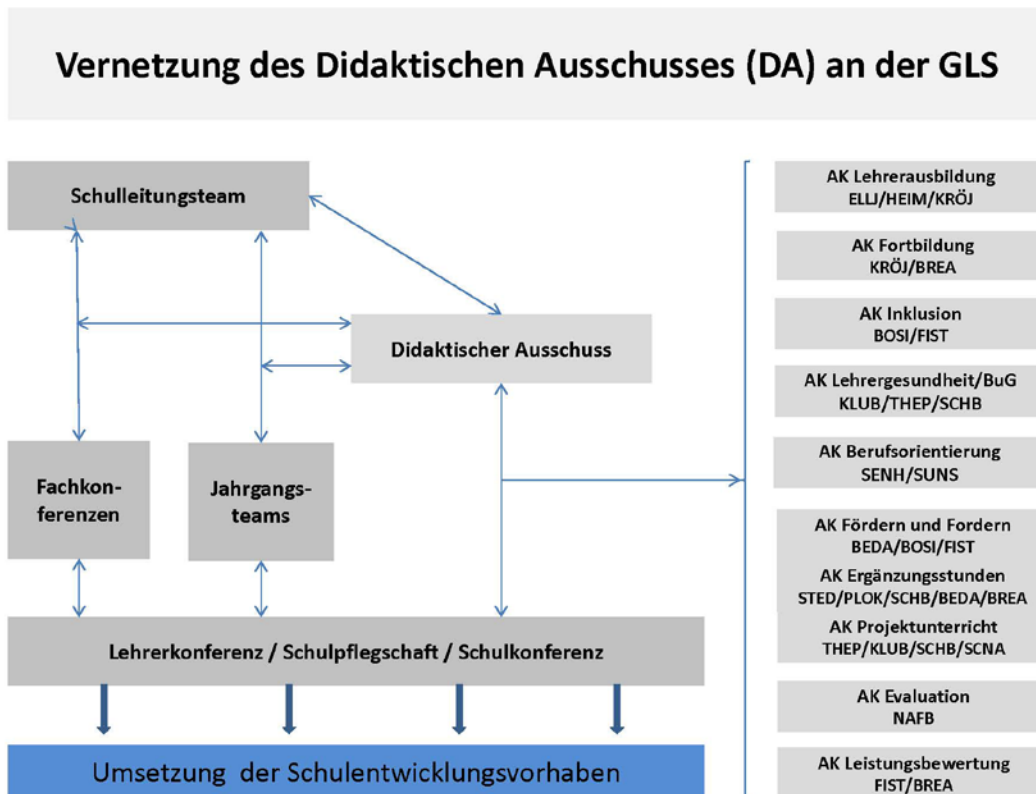 Vernetzung des Didaktischen Ausschusses (DA) an der GLS
Schulleitungsteam
Didaktischer Ausschuss
Fachkon-
ferenzen
Jahrgangs-
teams
Lehrerkonferenz / Schulpflegschaft / Schulkonferenz
Umsetzung der Schulentwicklungsvorhaben
AK Lehrerausbildung
ELLJ/HEIM/KRÖJ
AK Fortbildung
KRÖJ/BREA
AK Inklusion
BOSI/FIST
AK Lehrergesundheit/BuG
KLUB/THEP/SCHB
AK Berufsorientierung
SENH/SUNS
AK Fördern und Fordern
BEDA/BOSI/FIST
AK Ergänzungsstunden
STED/PLOK/SCHB/BEDA/BREA
AK Projektunterricht
THEP/KLUB/SCHB/SCNA
AK Evaluation
NAFB
AK Leistungsbewertung
FIST/BREA